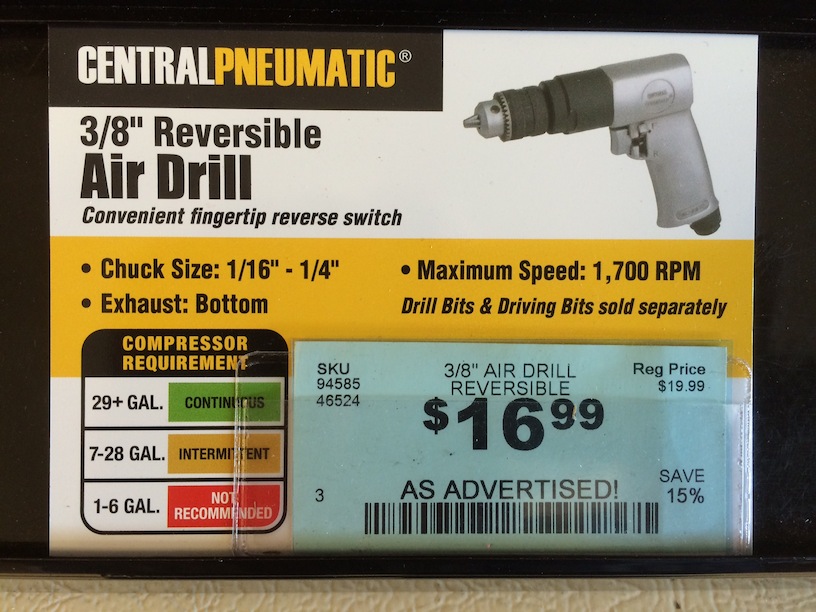 CENTRALPNEUMATIC®
3/8" Reversible
Air Drill
Convenient fingertip reverse switch
• Chuck Size: 1/16" - 1/4"
• Exhaust: Bottom
• Maximum Speed: 1,700 RPM
Drill Bits & Driving Bits sold separately
COMPRESSOR
REQUIREMENT
29+ GAL. CONTINUOUS
7-28 GAL. INTERMITTENT
1-6 GAL. NOT
RECOMMENDED
SKU
94585
46524
3/8" AIR DRILL
REVERSIBLE
Reg Price
$19.99
$16.99
3
AS ADVERTISED!
SAVE
15%